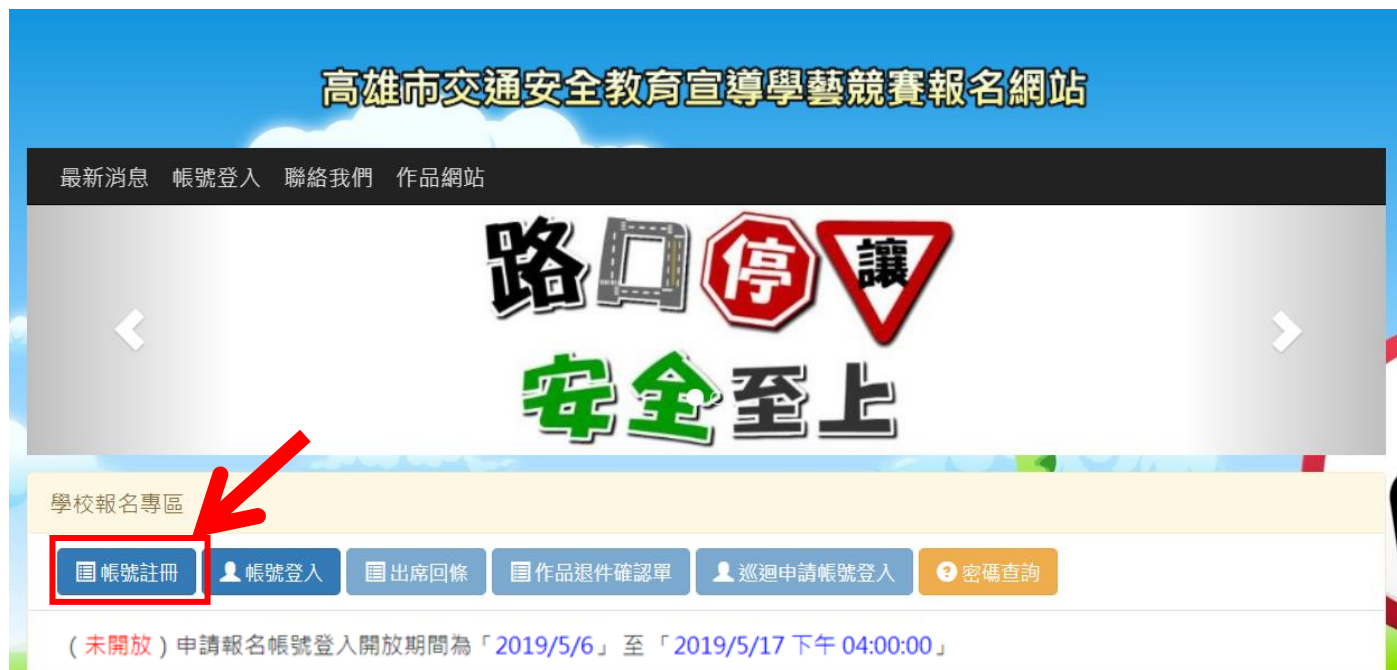 高雄市交通安全教育宣導學藝競賽報名網站
最新消息 帳號登入 聯絡我們 作品網站
路口停讓
安全至上
學校報名專區
帳號註冊 帳號登入 出席回條 作品退件確認單 巡迴申請帳號登入 密碼查詢
(未開放) 申請報名帳號登入開放期間為「2019/5/6」 至 「2019/5/17 下午 04:00:00」